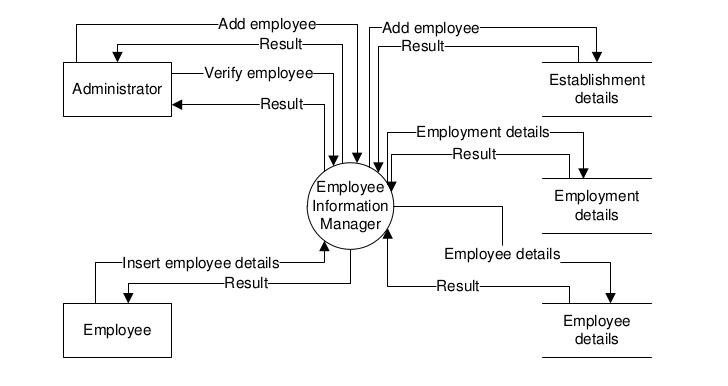 Add employee
Add employee
Result
Result
Verify employee
Administrator
Establishment
details
Result
Employment details
Result
Employee
Information
Manager
Employment
details
Employee details
Insert employee details
Result
Result
Employee
Employee
details